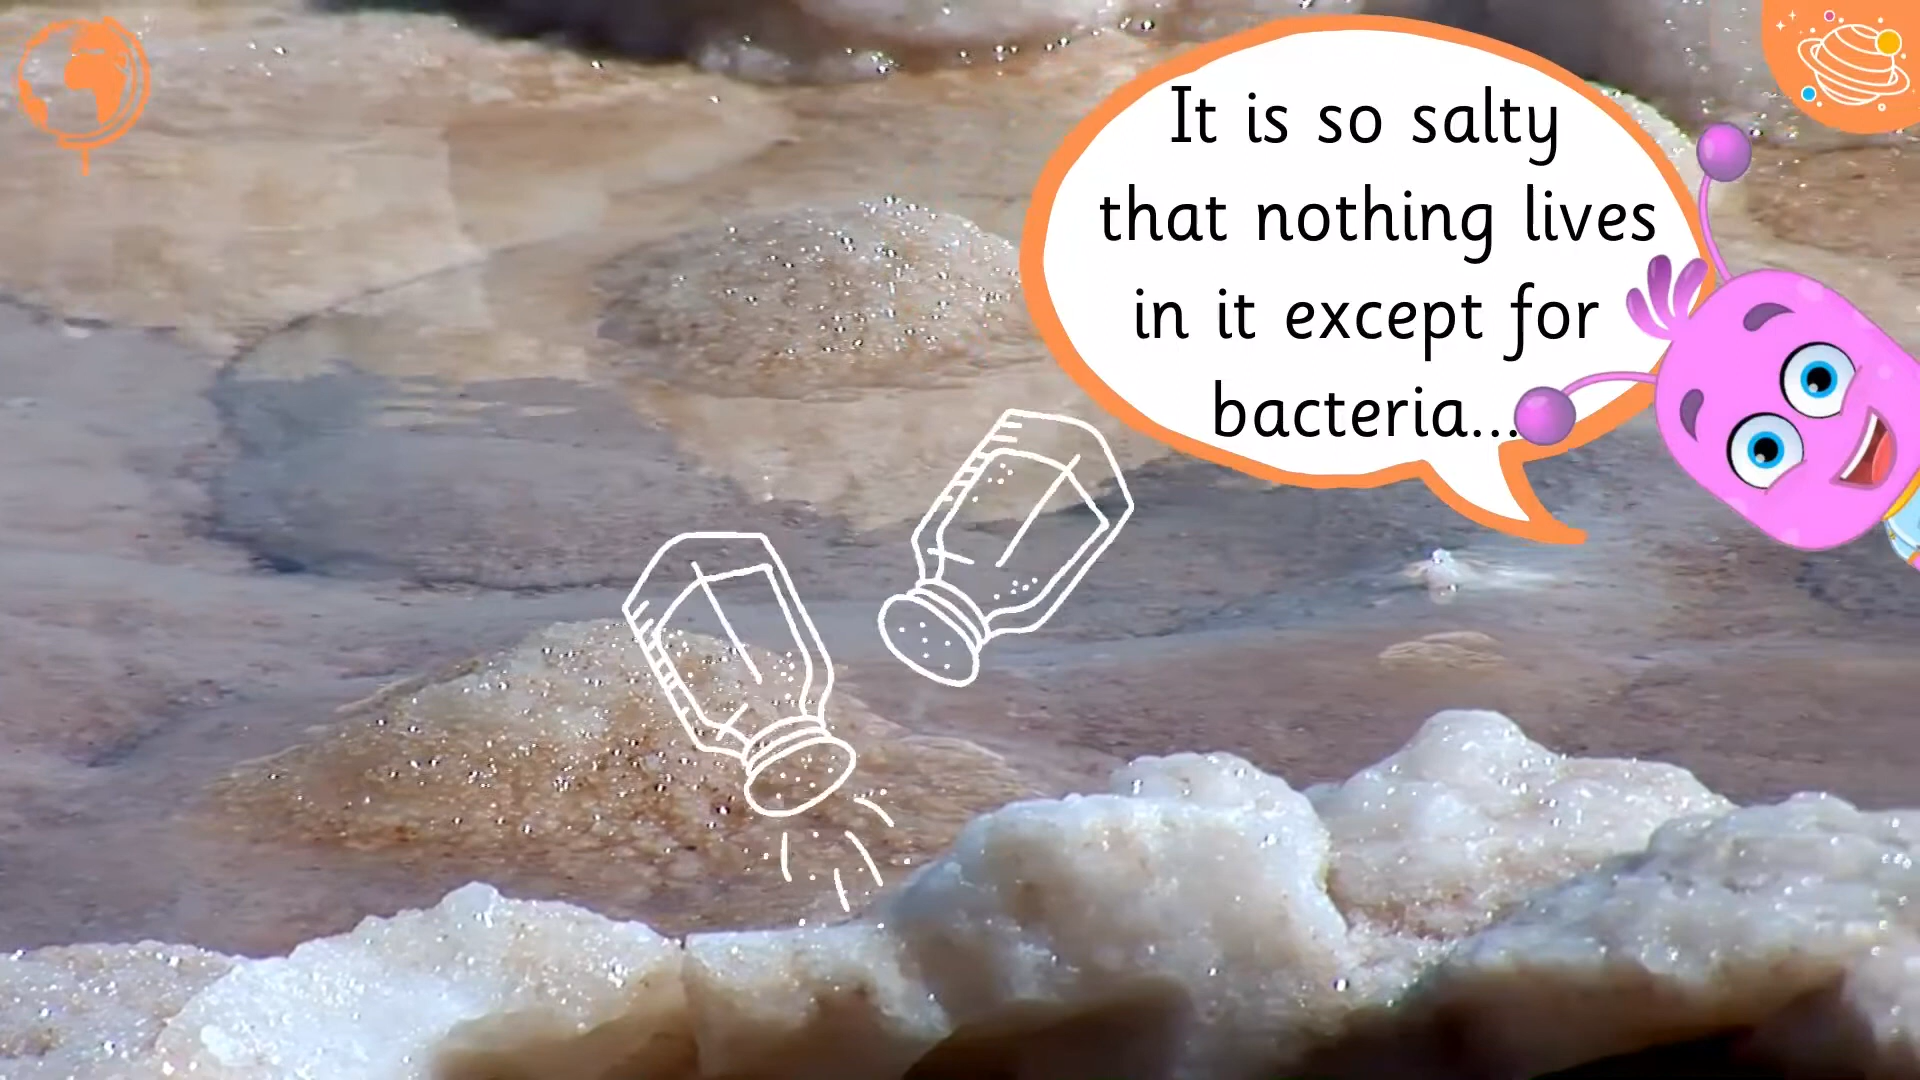 It is so salty
that nothing lives
in it except for
bacteria...